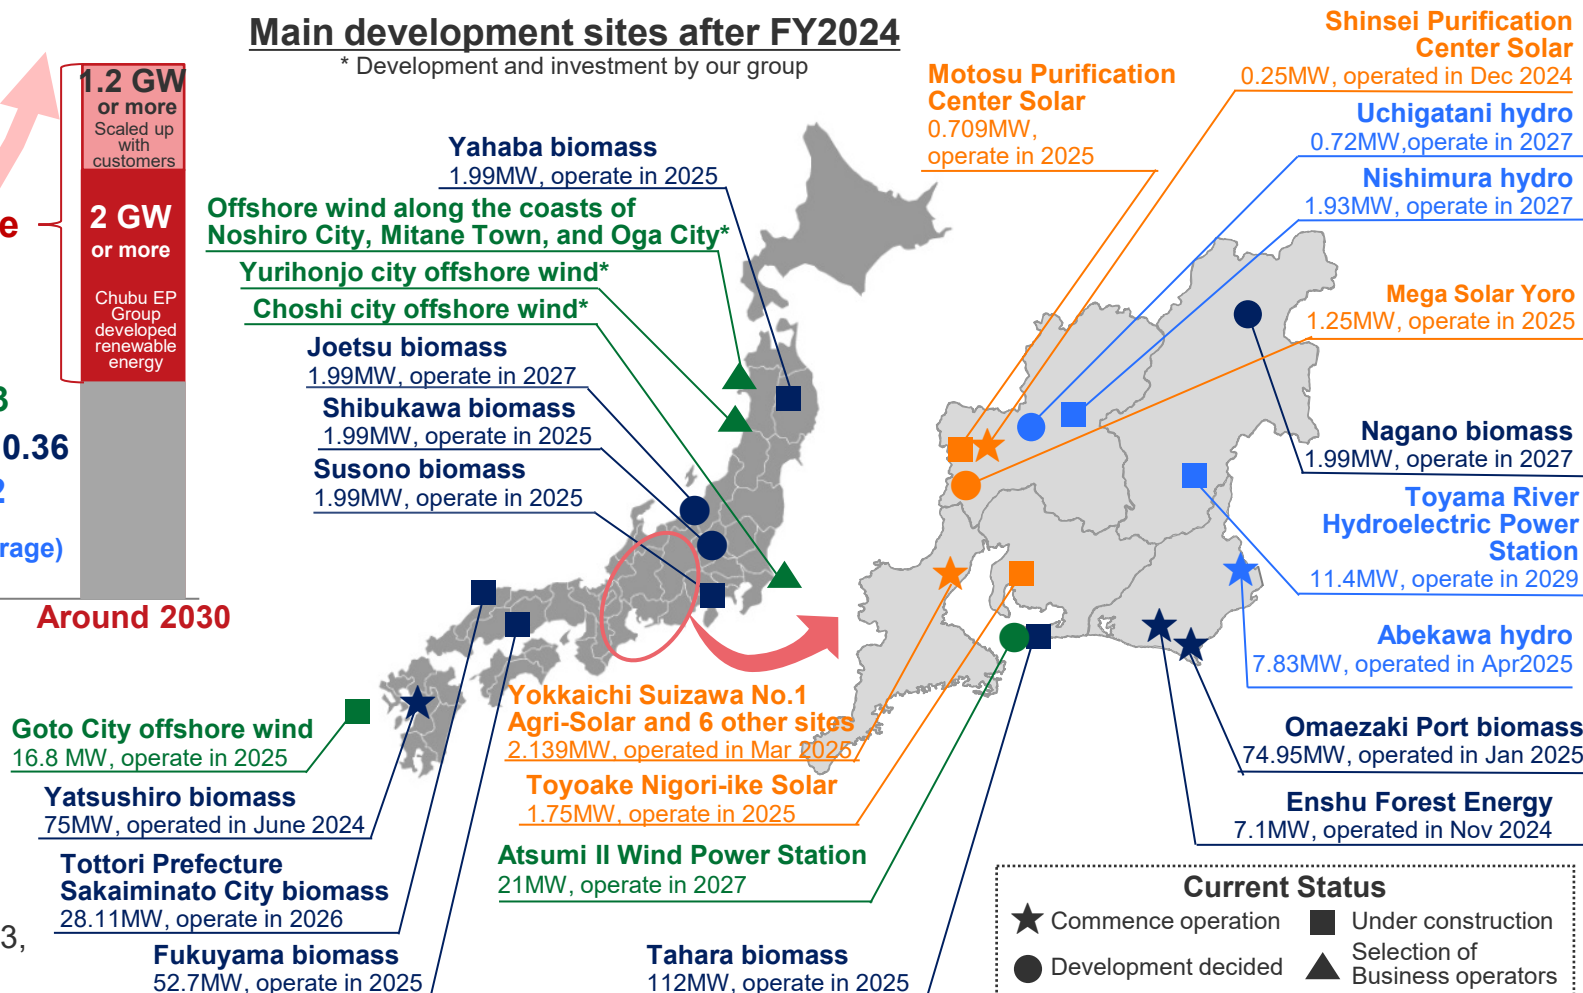 Main development sites after FY2024
* Development and investment by our group
1.2 GW
or more
Scaled up
with
customers
2 GW
or more
Chubu EP
Group
developed
renewable
energy
e
3
0.36
2
rage)
Around 2030
3,
Yahaba biomass
1.99MW, operate in 2025
Offshore wind along the coasts of
Noshiro City, Mitane Town, and Oga City*
Yurihonjo city offshore wind*
Choshi city offshore wind*
Joetsu biomass
1.99MW, operate in 2027
Shibukawa biomass
1.99MW, operate in 2025
Susono biomass
1.99MW, operate in 2025
Goto City offshore wind
16.8 MW, operate in 2025
Yatsushiro biomass
75MW, operated in June 2024
Tottori Prefecture
Sakaiminato City biomass
28.11MW, operate in 2026
Fukuyama biomass
52.7MW, operate in 2025
Yokkaichi Suizawa No.1
Agri-Solar and 6 other sites
2.139MW, operated in Mar 2025
Toyoake Nigori-ike Solar
1.75MW, operate in 2025
Atsumi II Wind Power Station
21MW, operate in 2027
Tahara biomass
112MW, operate in 2025
Motosu Purification
Center Solar
0.709MW,
operate in 2025
Shinsei Purification
Center Solar
0.25MW, operated in Dec 2024
Uchigatani hydro
0.72MW,operate in 2027
Nishimura hydro
1.93MW, operate in 2027
Mega Solar Yoro
1.25MW, operate in 2025
Nagano biomass
1.99MW, operate in 2027
Toyama River
Hydroelectric Power
Station
11.4MW, operate in 2029
Abekawa hydro
7.83MW, operated in Apr2025
Omaezaki Port biomass
74.95MW, operated in Jan 2025
Enshu Forest Energy
7.1MW, operated in Nov 2024
Current Status
Commence operation
Under construction
Development decided
Selection of
Business operators